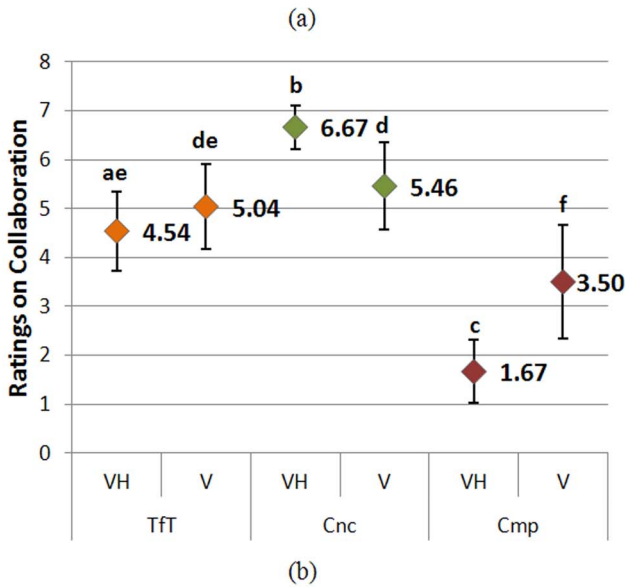 (a)
Ratings on Collaboration
8
7
6
5
4
3
2
1
0
ae
4.54
de
5.04
b
6.67
d
5.46
c
1.67
f
3.50
VH V VH V VH V
TfT Cnc Cmp
(b)